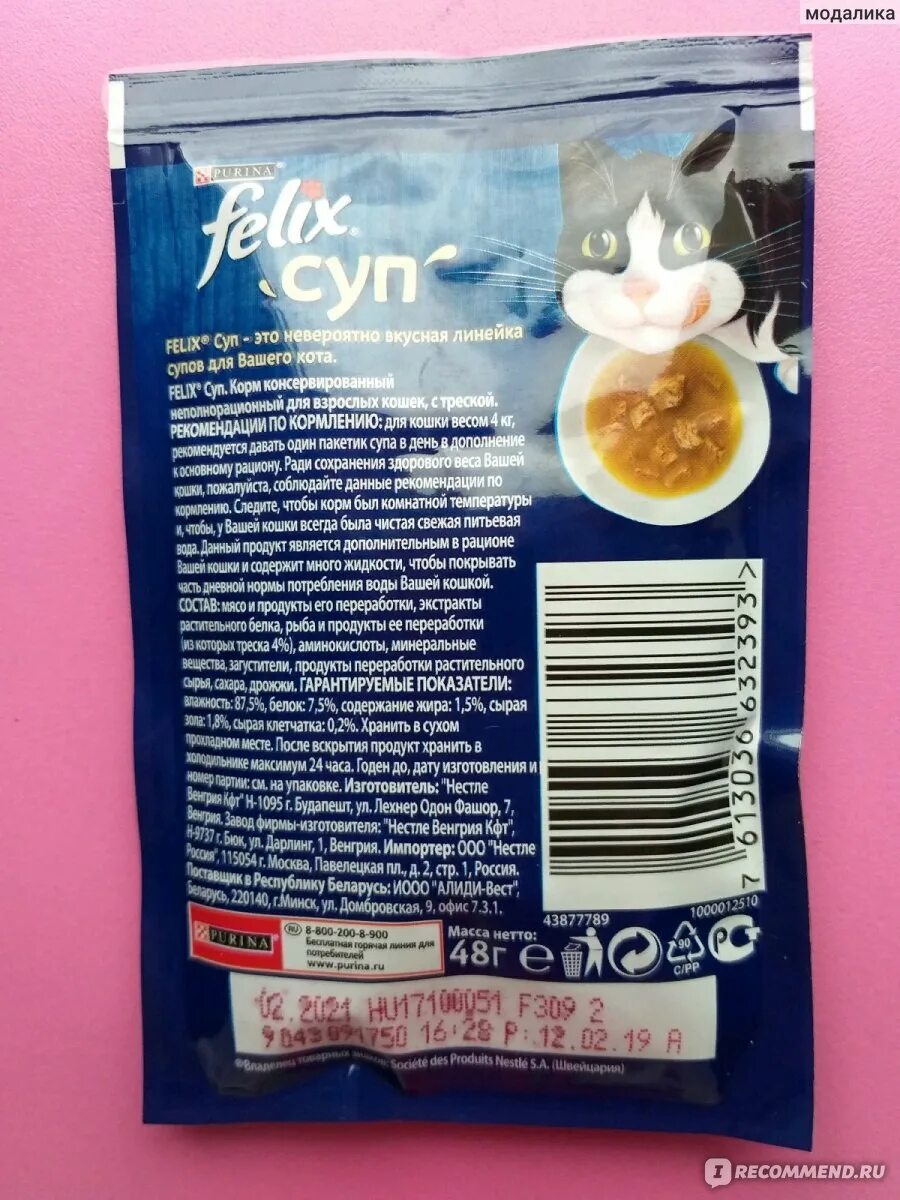 модалика
PURINA
felix
суп
FELIX® Суп - это невероятно вкусная линейка
супов для Вашего кота.
FELIX® Суп. Корм консервированный
неполнорационный для взрослых кошек, с треской.
РЕКОМЕНДАЦИИ ПО КОРМЛЕНИЮ: для кошки весом 4 кг,
рекомендуется давать один пакетик супа в день в дополнение
к основному рациону. Ради сохранения здорового веса Вашей
кошки, пожалуйста, соблюдайте данные рекомендации по
кормлению. Следите, чтобы корм был комнатной температуры
и, чтобы, у Вашей кошки всегда была чистая свежая питьевая
вода. Данный продукт является дополнительным в рационе
Вашей кошки и содержит много жидкости, чтобы покрывать
часть дневной нормы потребления воды Вашей кошкой.
СОСТАВ: мясо и продукты его переработки, экстракты
растительного белка, рыба и продукты ее переработки
(из которых треска 4%), аминокислоты, минеральные
вещества, загустители, продукты переработки растительного
сырья, сахара, дрожжи. ГАРАНТИРУЕМЫЕ ПОКАЗАТЕЛИ:
влажность: 87,5%, белок: 7,5%, содержание жира: 1,5%, сырая
зола: 1,8%, сырая клетчатка: 0,2%. Хранить в сухом
прохладном месте. После вскрытия продукт хранить в
холодильнике максимум 24 часа. Годен до, дату изготовления и
номер партии: см. на упаковке. Изготовитель: "Нестле
Венгрия Кфт" H-1095 г. Будапешт, ул. Лехнер Одон Фашор, 7,
Венгрия. Завод фирмы-изготовителя: "Нестле Венгрия Кфт",
H-9737 г. Бюк, ул. Дарлинг, 1, Венгрия. Импортер: ООО "Нестле
Россия", 115054 г. Москва, Павелецкая пл., д. 2, стр. 1, Россия.
Поставщик в Республику Беларусь: ИООО "АЛИДИ-Вест",
Беларусь, 220140, г.Минск, ул. Домбровская, 9, офис 7.3.1.
7 613036 632393 >
43877789
1000012510
PURINA
RU 8-800-200-8-900
Бесплатная горячая линия для
потребителей
www.purina.ru
Масса нетто:
48г e
90
C/PP
02.2021 HU17100051 F309 2
9043091750 16:28 P: 12.02.19 A
®Владелец товарных знаков: Société des Produits Nestlé S.A. (Швейцария)
IRECOMMEND.RU